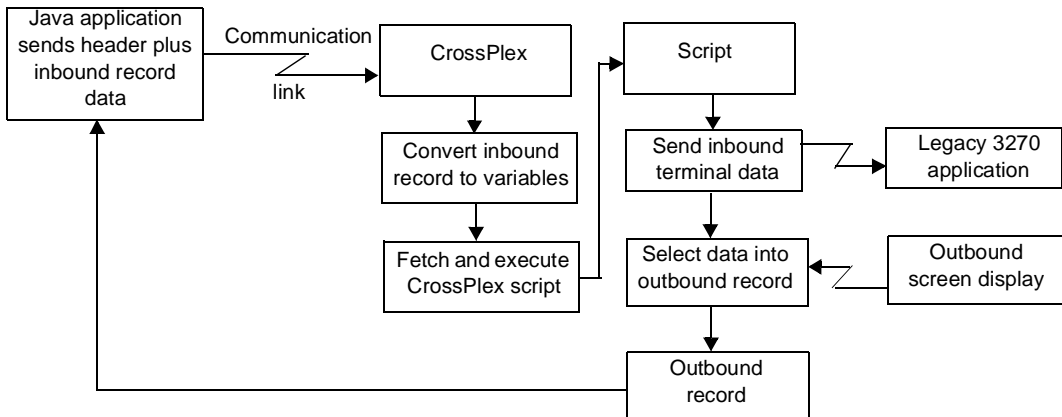 Java application
sends header plus
inbound record
data
Communication
link
CrossPlex
Convert inbound
record to variables
Fetch and execute
CrossPlex script
Script
Send inbound
terminal data
Legacy 3270
application
Select data into
outbound record
Outbound
screen display
Outbound
record